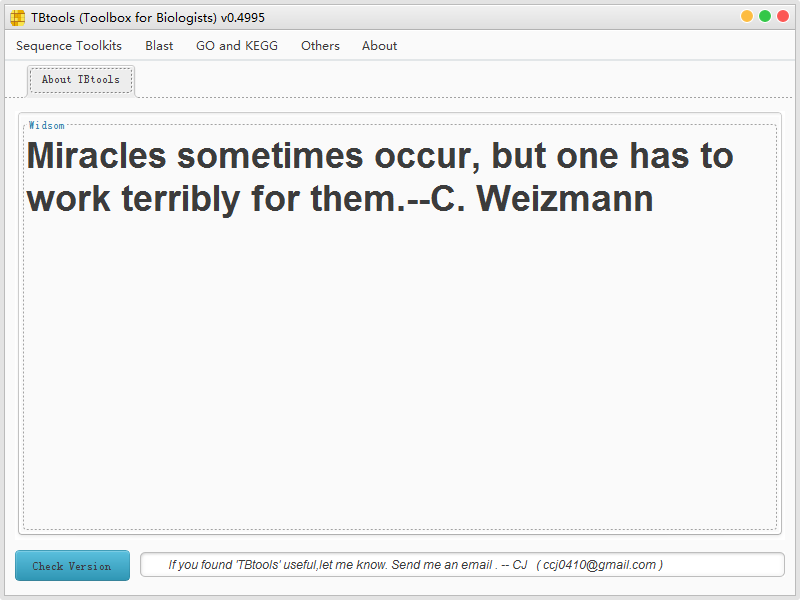 TBtools (Toolbox for Biologists) v0.4995
Sequence Toolkits Blast GO and KEGG Others About
About TBtools
Widsom
Miracles sometimes occur, but one has to
work terribly for them.--C. Weizmann
Check Version
If you found 'TBtools' useful,let me know. Send me an email . -- CJ ( ccj0410@gmail.com )